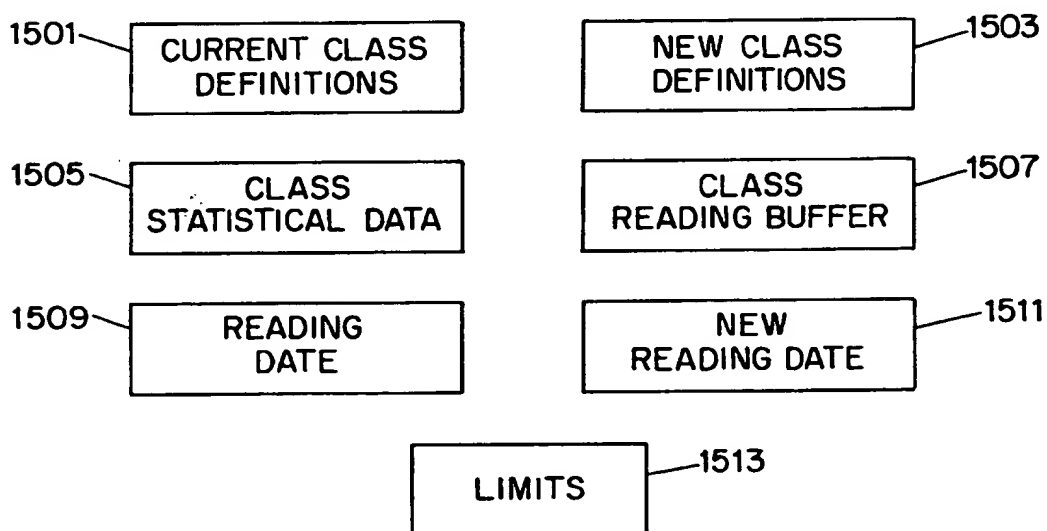 1501
CURRENT CLASS
DEFINITIONS
NEW CLASS
DEFINITIONS
1503
1505
CLASS
STATISTICAL DATA
CLASS
READING BUFFER
1507
1509
READING
DATE
NEW
READING DATE
1511
LIMITS
1513